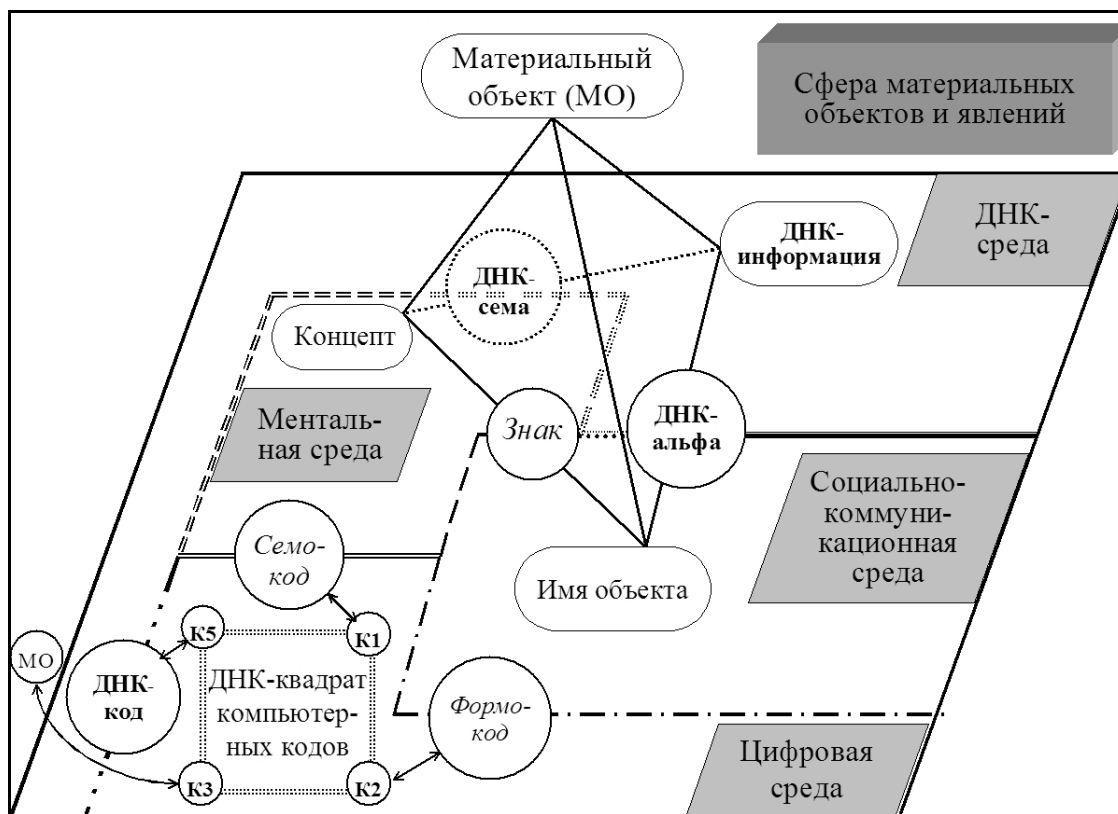 Материальный
объект (МО)
Сфера материальных
объектов и явлений
ДНК-
среда
ДНК-
информация
ДНК-
сема
Концепт
Менталь-
ная среда
Знак
ДНК-
альфа
Социально-
коммуни-
кационная
среда
Имя объекта
Семо-
код
К5
К1
МО
ДНК-
код
ДНК-квадрат
компьютер-
ных кодов
Формо-
код
К3
К2
Цифровая
среда